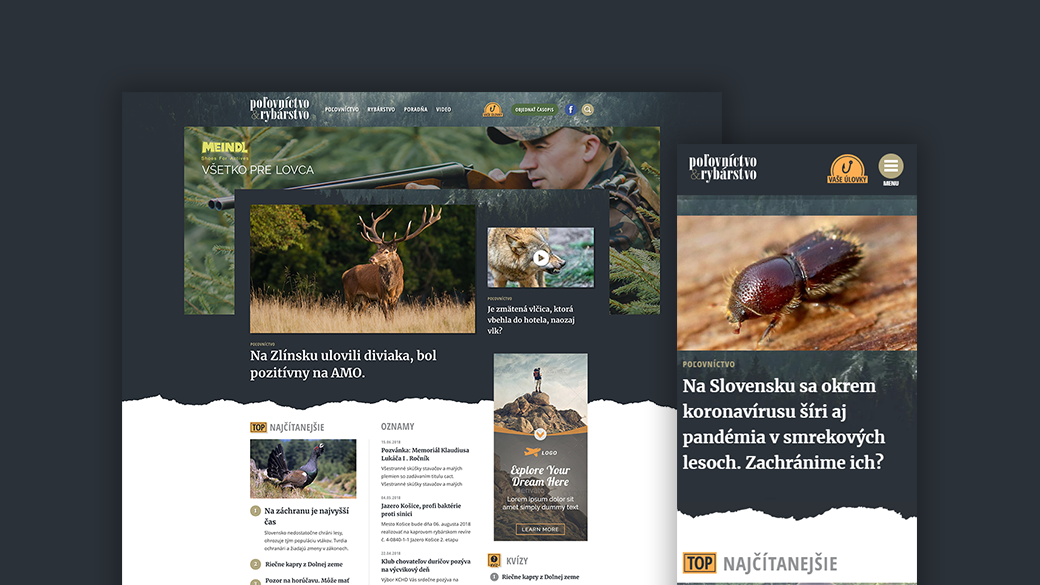 poľovníctvo
&rybárstvo
POĽOVNÍCTVO RYBÁRSTVO PORADŇA VIDEO
VAŠE ÚLOVKY
OBJEDNAŤ ČASOPIS
f
MEINDL
Shoes For Actives
VŠETKO PRE LOVCA
POĽOVNÍCTVO
Na Zlínsku ulovili diviaka, bol
pozitívny na AMO.
POĽOVNÍCTVO
Je zmätená vlčica, ktorá
vbehla do hotela, naozaj
vlk?
LOGO
Explore Your
Dream Here
Lorem ipsum dolor sit
amet simply dummy text
LEARN MORE
TOP NAJČÍTANEJŠIE
1 Na záchranu je najvyšší
čas
Slovensko nedostatočne chráni lesy,
ohrozuje tým populáciu vtákov. Tvrdia
ochranári a žiadajú zmeny v zákonoch.
2 Riečne kapry z Dolnej zeme
Pozor na horúčavu. Môže mať
OZNAMY
10.06.2018
Pozvánka: Memoriál Klaudiusa
Lukáča I . Ročník
Všestranné skúšky stavačov a malých
plemien so zadávaním titulu cact.
Všestranné skúšky stavačov a malých
04.05.2018
Jazero Košice, profi baktérie
proti sinici
Mesto Košice bude dňa 06. augusta 2018
realizovať na kaprovom rybárskom revíre
č. 4-0840-1-1 Jazero Košice 2. etapu
22.04.2018
Klub chovateľov duričov pozýva
na výcvikový deň
Výbor KCHD Vás srdečne pozýva na
KVÍZY
1 Riečne kapry z Dolnej zeme
poľovníctvo
&rybárstvo
VAŠE ÚLOVKY
MENU
POĽOVNÍCTVO
Na Slovensku sa okrem
koronavírusu šíri aj
pandémia v smrekových
lesoch. Zachránime ich?
TOP NAJČÍTANEJŠIE